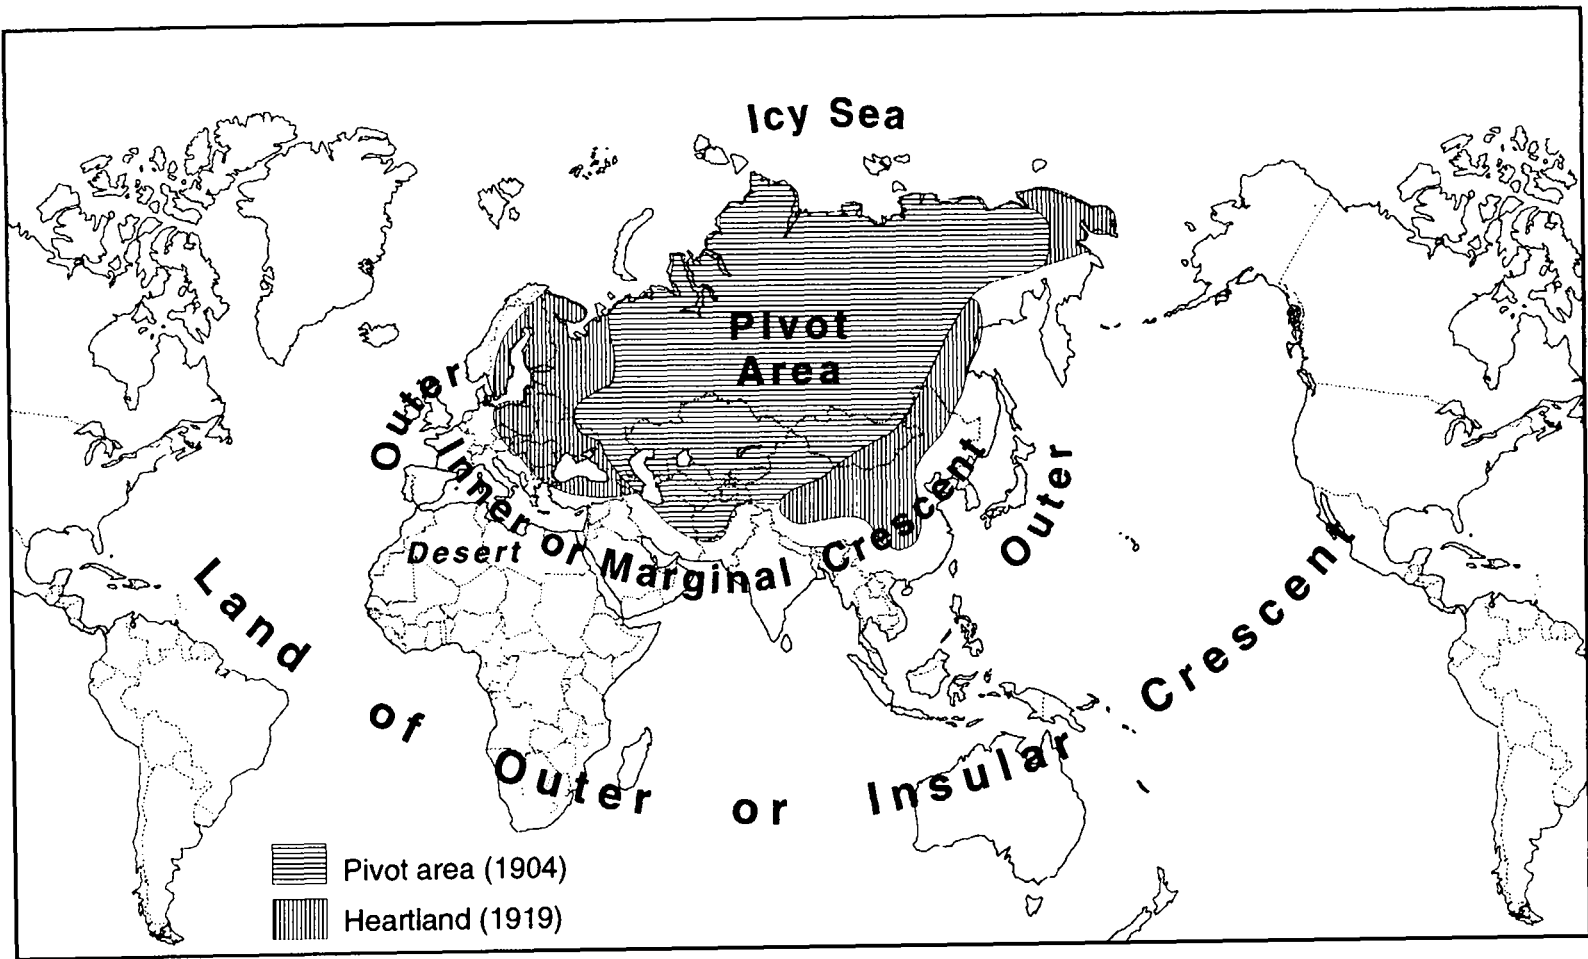 Icy Sea
Pivot
Area
Outer
Inner or Marginal Crescent
Desert
Outer
Land of Outer or Insular Crescent
Pivot area (1904)
Heartland (1919)